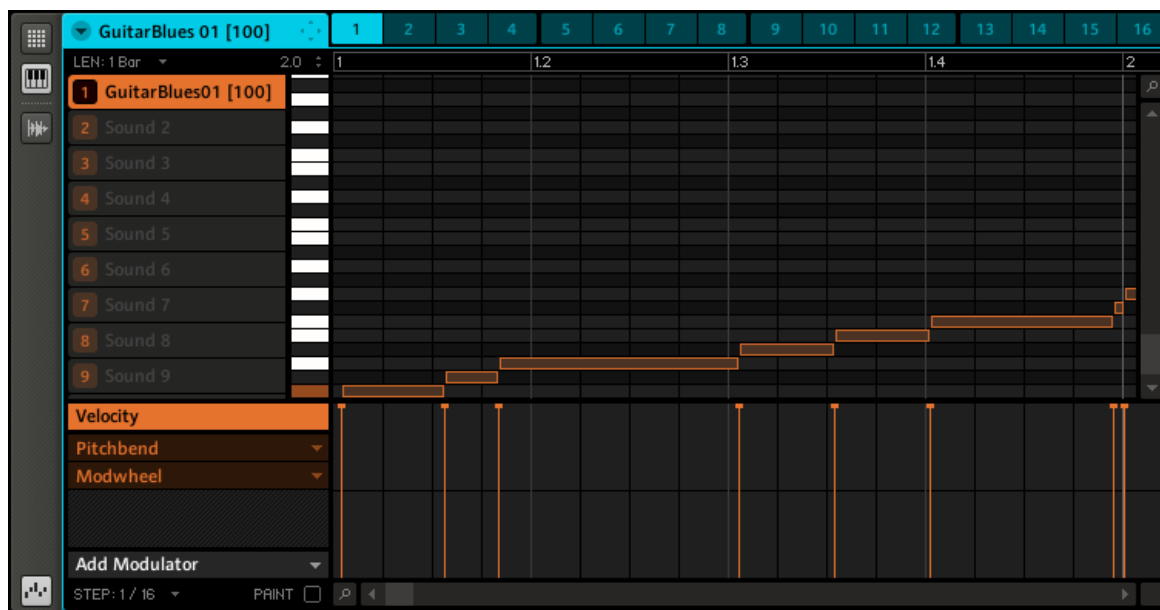 GuitarBlues 01 [100] 1 2 3 4 5 6 7 8 9 10 11 12 13 14 15 16
LEN: 1 Bar 2.0 1 1.2 1.3 1.4 2
1 GuitarBlues01 [100]
2 Sound 2
3 Sound 3
4 Sound 4
5 Sound 5
6 Sound 6
7 Sound 7
8 Sound 8
9 Sound 9
Velocity
Pitchbend
Modwheel
Add Modulator
STEP: 1 / 16 PAINT